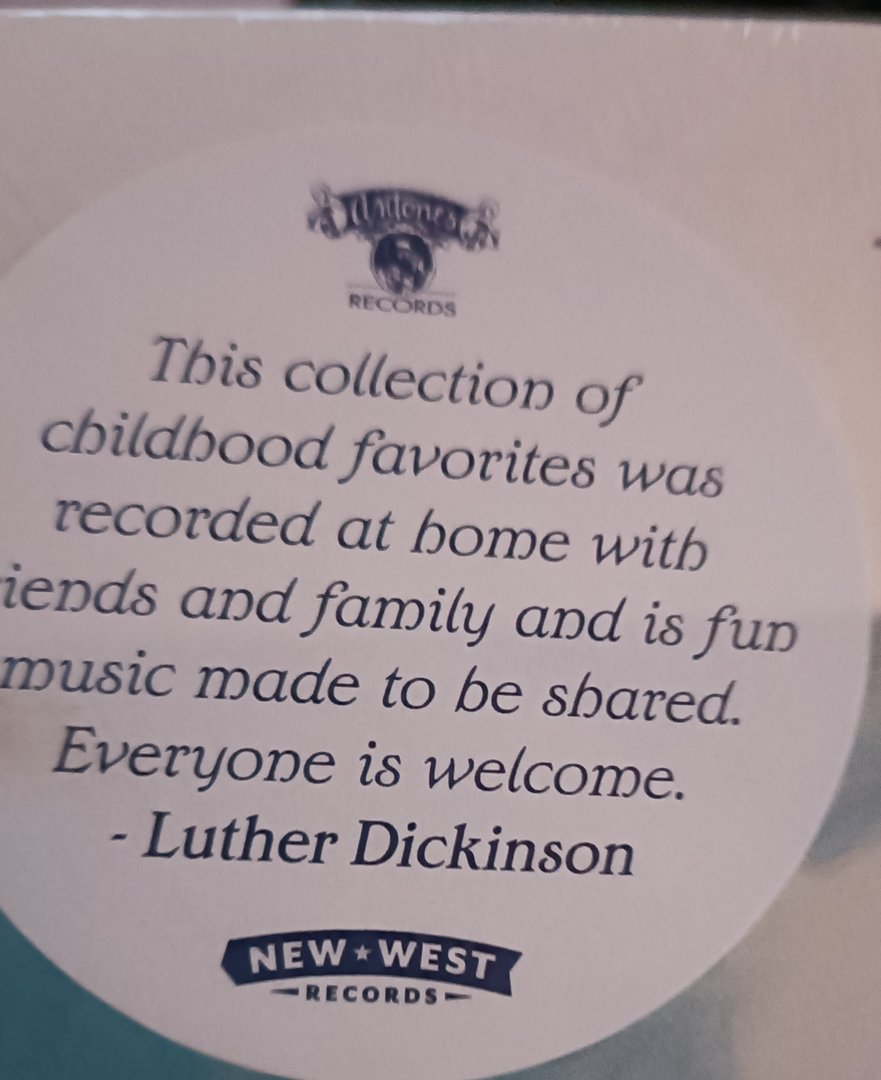 RECORDS
This collection of
childhood favorites was
recorded at home with
iends and family and is fun
music made to be shared.
Everyone is welcome.
- Luther Dickinson
NEW ★ WEST
RECORDS